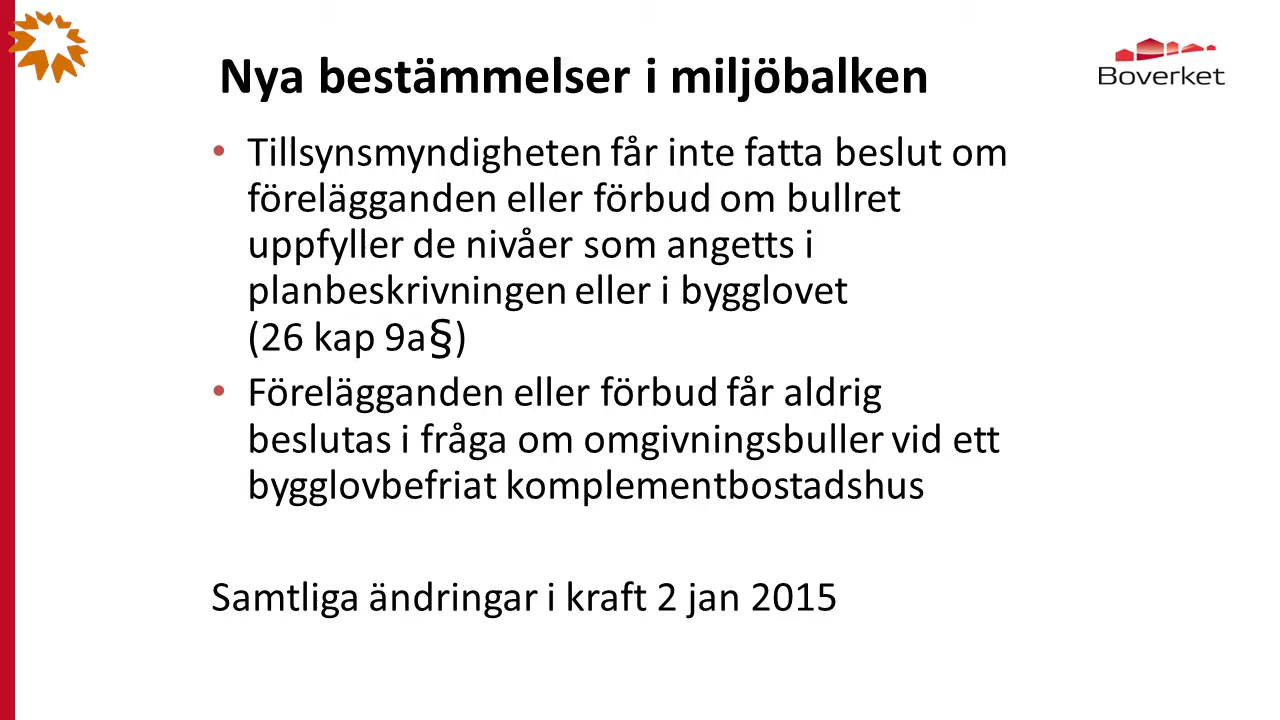 Nya bestämmelser i miljöbalken
Boverket
• Tillsynsmyndigheten får inte fatta beslut om
förelägganden eller förbud om bullret
uppfyller de nivåer som angetts i
planbeskrivningen eller i bygglovet
(26 kap 9a§)
• Förelägganden eller förbud får aldrig
beslutas i fråga om omgivningsbuller vid ett
bygglovbefriat komplementbostadshus
Samtliga ändringar i kraft 2 jan 2015